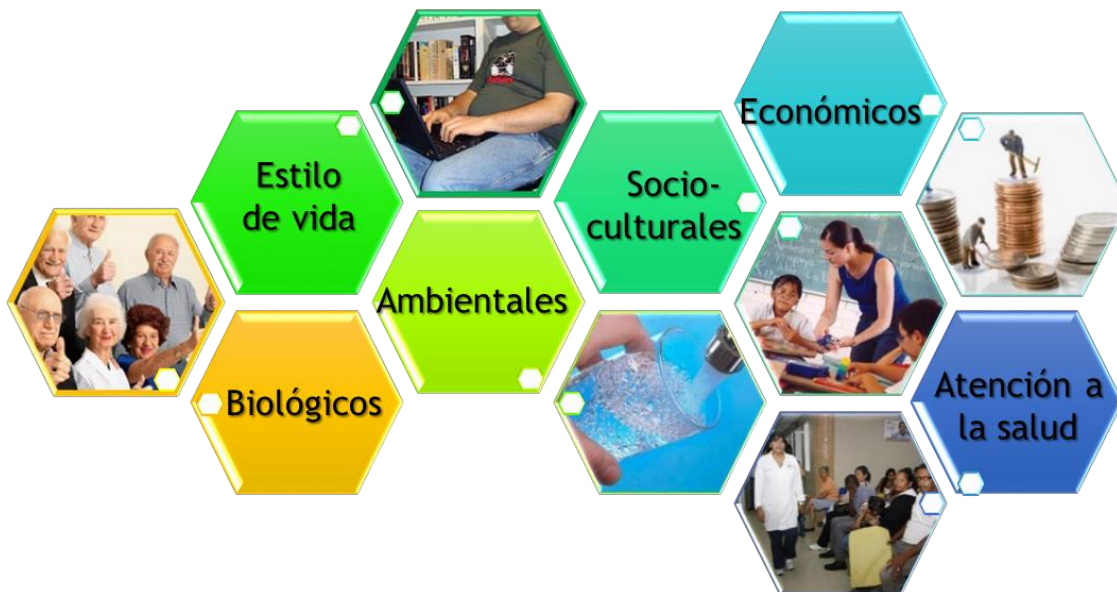 Económicos
Estilo
de vida
Socio-
culturales
Ambientales
Biológicos
Atención a
la salud